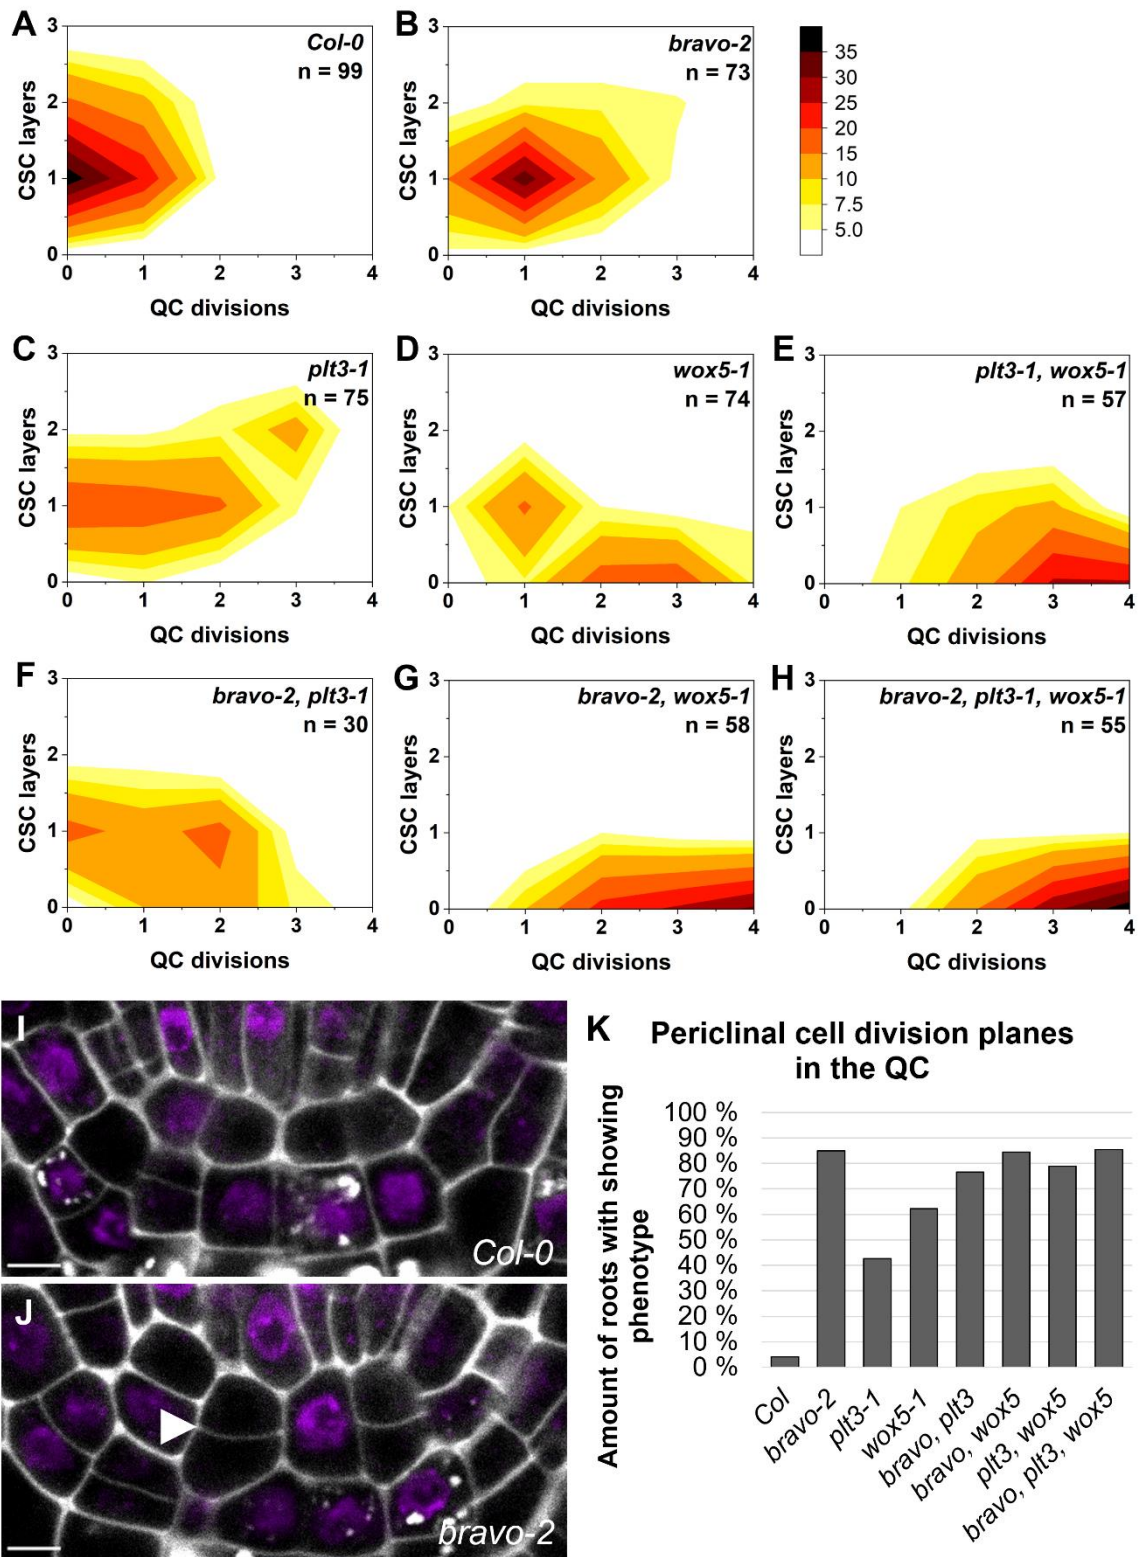 A
Col-0
n = 99
3
2
1
0
CSC layers
0 1 2 3 4
QC divisions
B
bravo-2
n = 73
3
2
1
0
CSC layers
0 1 2 3 4
QC divisions
35
30
25
20
15
10
7.5
5.0
C
plt3-1
n = 75
3
2
1
0
CSC layers
0 1 2 3 4
QC divisions
D
wox5-1
n = 74
3
2
1
0
CSC layers
0 1 2 3 4
QC divisions
E
plt3-1, wox5-1
n = 57
3
2
1
0
CSC layers
0 1 2 3 4
QC divisions
F
bravo-2, plt3-1
n = 30
3
2
1
0
CSC layers
0 1 2 3 4
QC divisions
G
bravo-2, wox5-1
n = 58
3
2
1
0
CSC layers
0 1 2 3 4
QC divisions
H
bravo-2, plt3-1, wox5-1
n = 55
3
2
1
0
CSC layers
0 1 2 3 4
QC divisions
I
Col-0
J
bravo-2
K
Periclinal cell division planes
in the QC
Amount of roots with showing
phenotype
100 %
90 %
80 %
70 %
60 %
50 %
40 %
30 %
20 %
10 %
0 %
Col
bravo-2
plt3-1
wox5-1
bravo, plt3
bravo, wox5
plt3, wox5
bravo, plt3, wox5